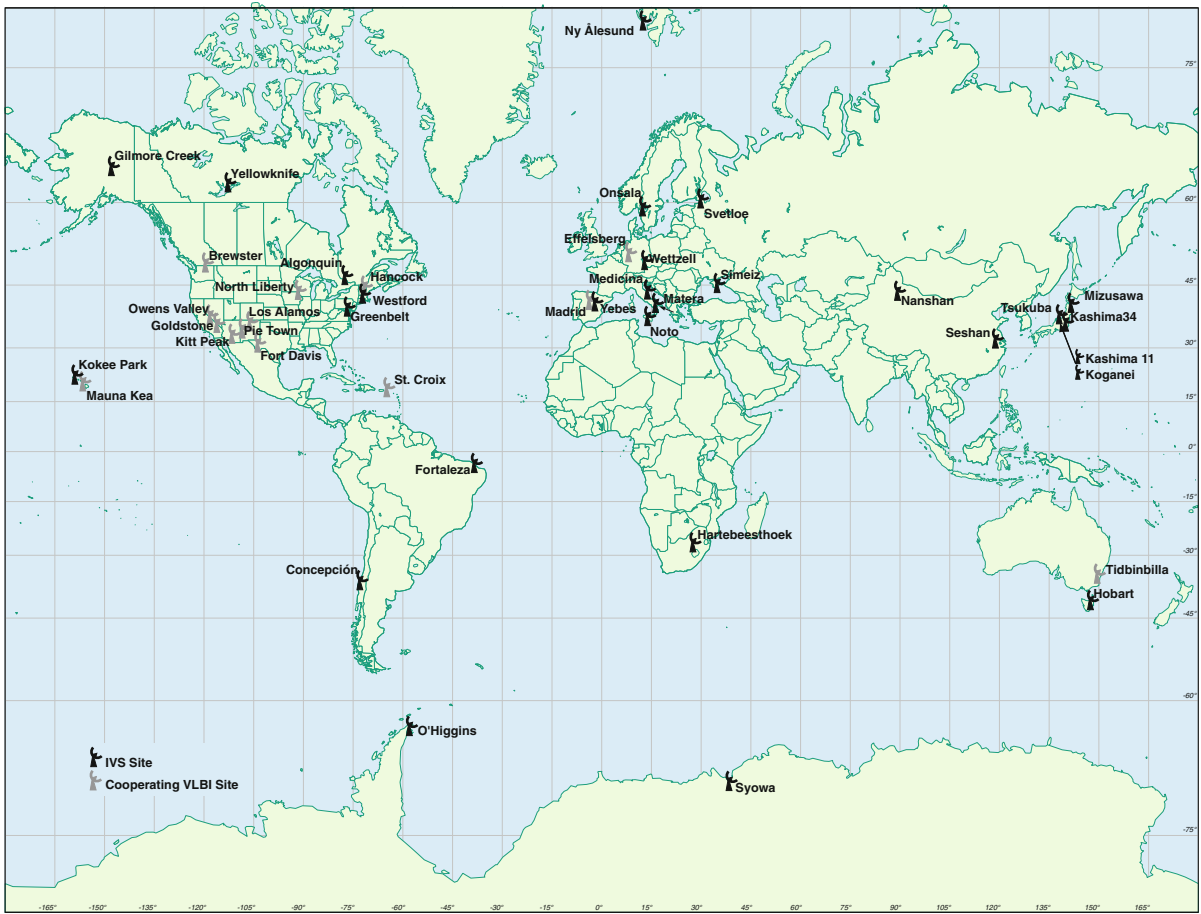 Ny Ålesund
75°
Gilmore Creek
Yellowknife
Onsala
60°
Svetloe
Effelsberg
Brewster
Algonquin
Wettzell
Hancock
Medicina
Simeiz
45°
North Liberty
Westford
Matera
Nanshan
Mizusawa
Owens Valley
Los Alamos
Greenbelt
Madrid
Yebes
Tsukuba
Kashima34
Goldstone
Pie Town
Noto
Seshan
Kitt Peak
Fort Davis
30°
Kashima 11
Kokee Park
Koganei
St. Croix
Mauna Kea
15°
0°
Fortaleza
-15°
Hartebeesthoek
-30°
Concepción
Tidbinbilla
Hobart
-45°
-60°
O'Higgins
IVS Site
Cooperating VLBI Site
Syowa
-75°
-165° -150° -135° -120° -105° -90° -75° -60° -45° -30° -15° 0° 15° 30° 45° 60° 75° 90° 105° 120° 135° 150° 165°